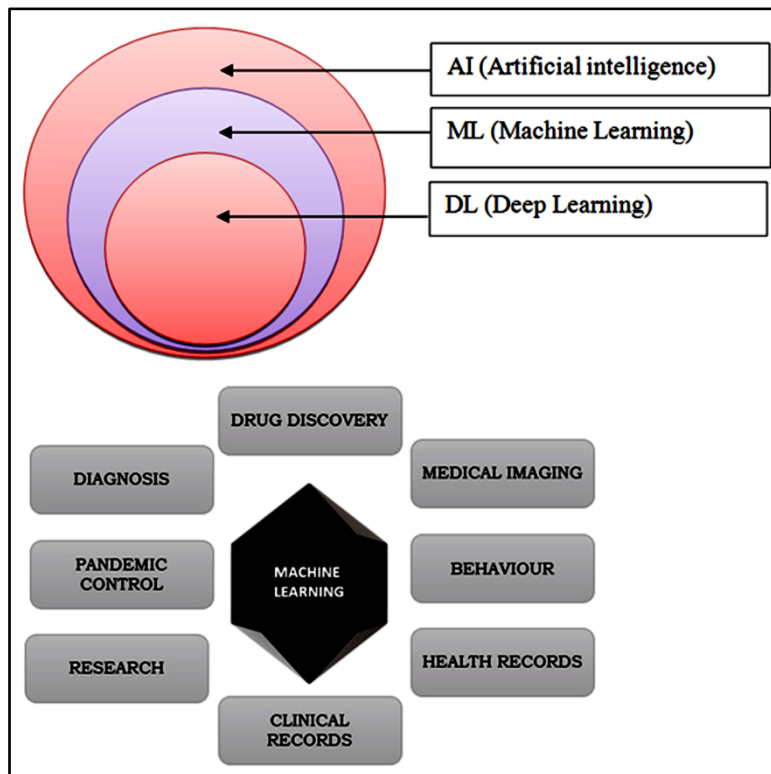 AI (Artificial intelligence)
ML (Machine Learning)
DL (Deep Learning)
DRUG DISCOVERY
DIAGNOSIS
MEDICAL IMAGING
PANDEMIC
CONTROL
MACHINE
LEARNING
BEHAVIOUR
RESEARCH
HEALTH RECORDS
CLINICAL
RECORDS